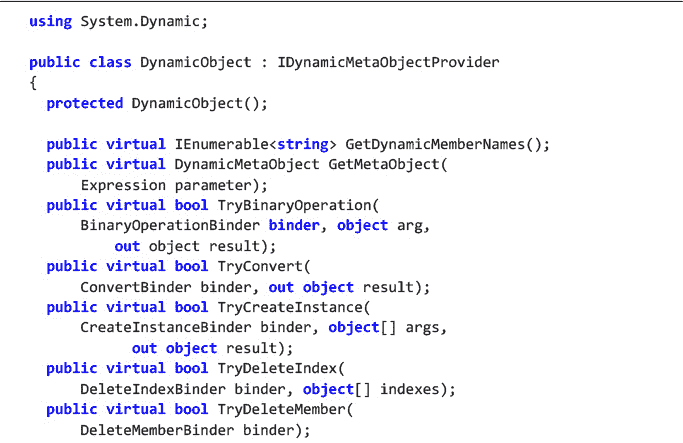 using System.Dynamic;
public class DynamicObject : IDynamicMetaObjectProvider
{
protected DynamicObject();
public virtual IEnumerable<string> GetDynamicMemberNames();
public virtual DynamicMetaObject GetMetaObject(
Expression parameter);
public virtual bool TryBinaryOperation(
BinaryOperationBinder binder, object arg,
out object result);
public virtual bool TryConvert(
ConvertBinder binder, out object result);
public virtual bool TryCreateInstance(
CreateInstanceBinder binder, object[] args,
out object result);
public virtual bool TryDeleteIndex(
DeleteIndexBinder binder, object[] indexes);
public virtual bool TryDeleteMember(
DeleteMemberBinder binder);